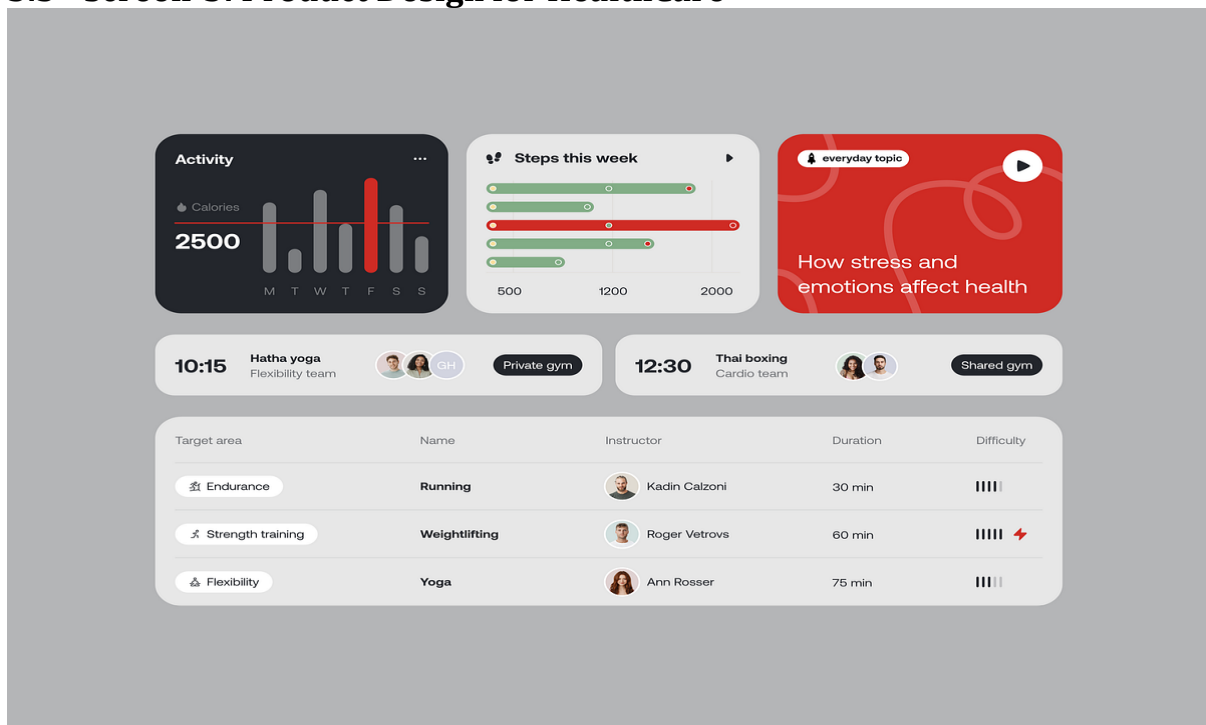 Activity
...
Calories
2500
M T W T F S S
Steps this week
500 1200 2000
everyday topic
How stress and
emotions affect health
10:15
Hatha yoga
Flexibility team
GH
Private gym
12:30
Thai boxing
Cardio team
Shared gym
Target area Name Instructor Duration Difficulty
Endurance Running Kadin Calzoni 30 min
Strength training Weightlifting Roger Vetrovs 60 min
Flexibility Yoga Ann Rosser 75 min